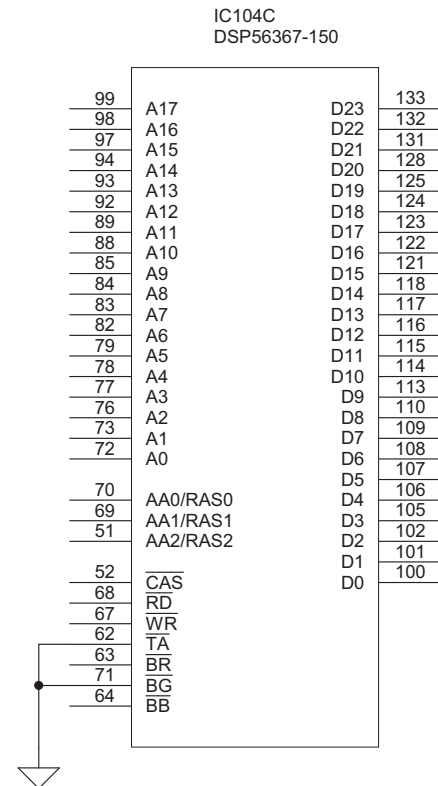 IC104C
DSP56367-150
99 A17 D23 133
98 A16 D22 132
97 A15 D21 131
94 A14 D20 128
93 A13 D19 125
92 A12 D18 124
89 A11 D17 123
88 A10 D16 122
85 A9 D15 121
84 A8 D14 118
83 A7 D13 117
82 A6 D12 116
79 A5 D11 115
78 A4 D10 114
77 A3 D9 113
76 A2 D8 110
73 A1 D7 109
72 A0 D6 108
D5 107
70 AA0/RAS0 D4 106
69 AA1/RAS1 D3 105
51 AA2/RAS2 D2 102
D1 101
52 CAS D0 100
68 RD
67 WR
62 TA
63 BR
71 BG
64 BB